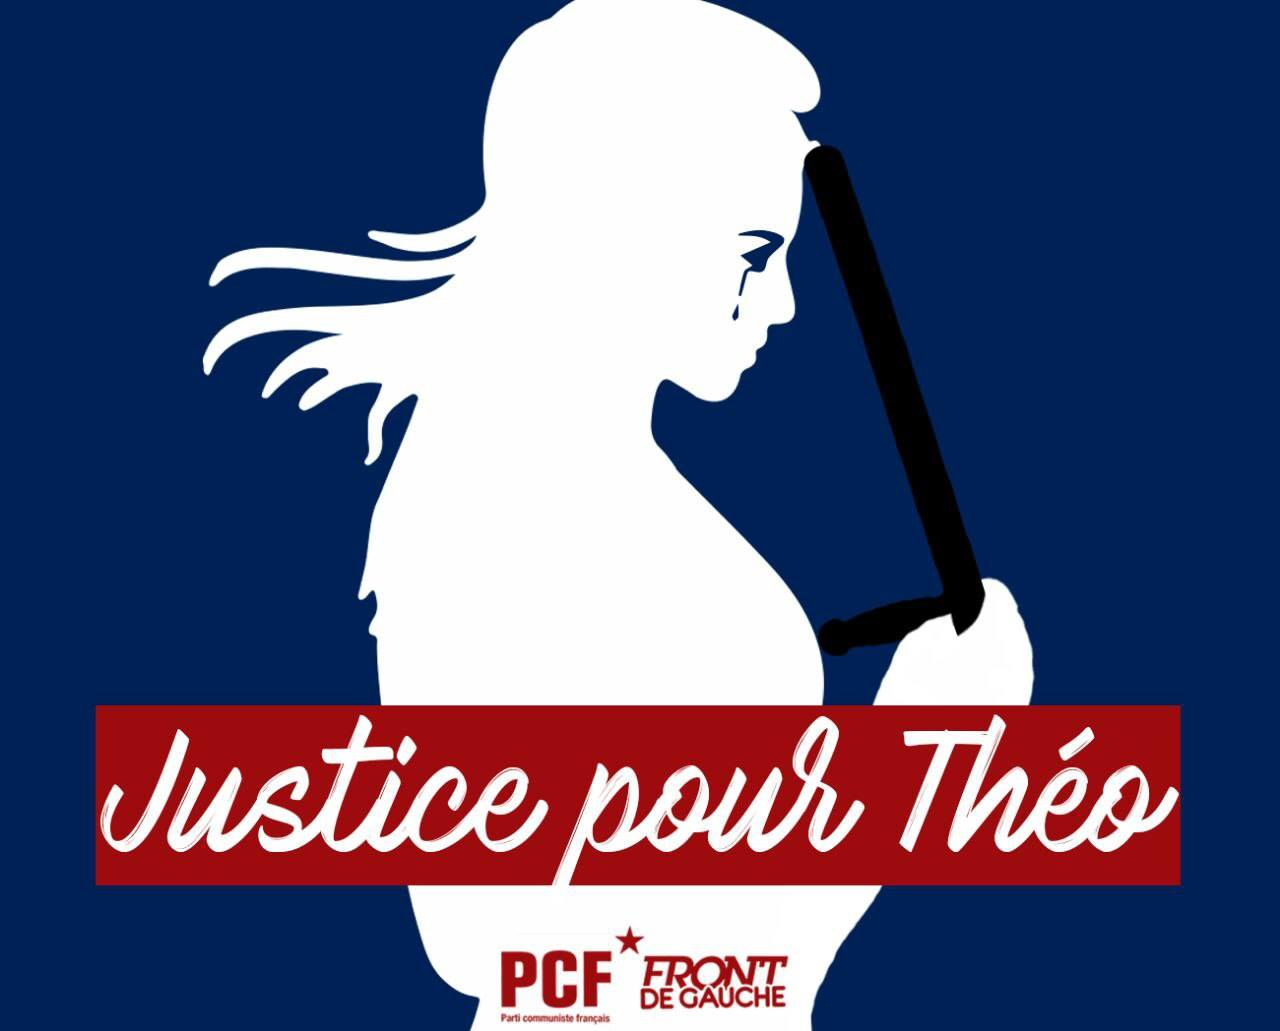 Justice pour Théo
PCF
Parti communiste français
FRONT
DE GAUCHE